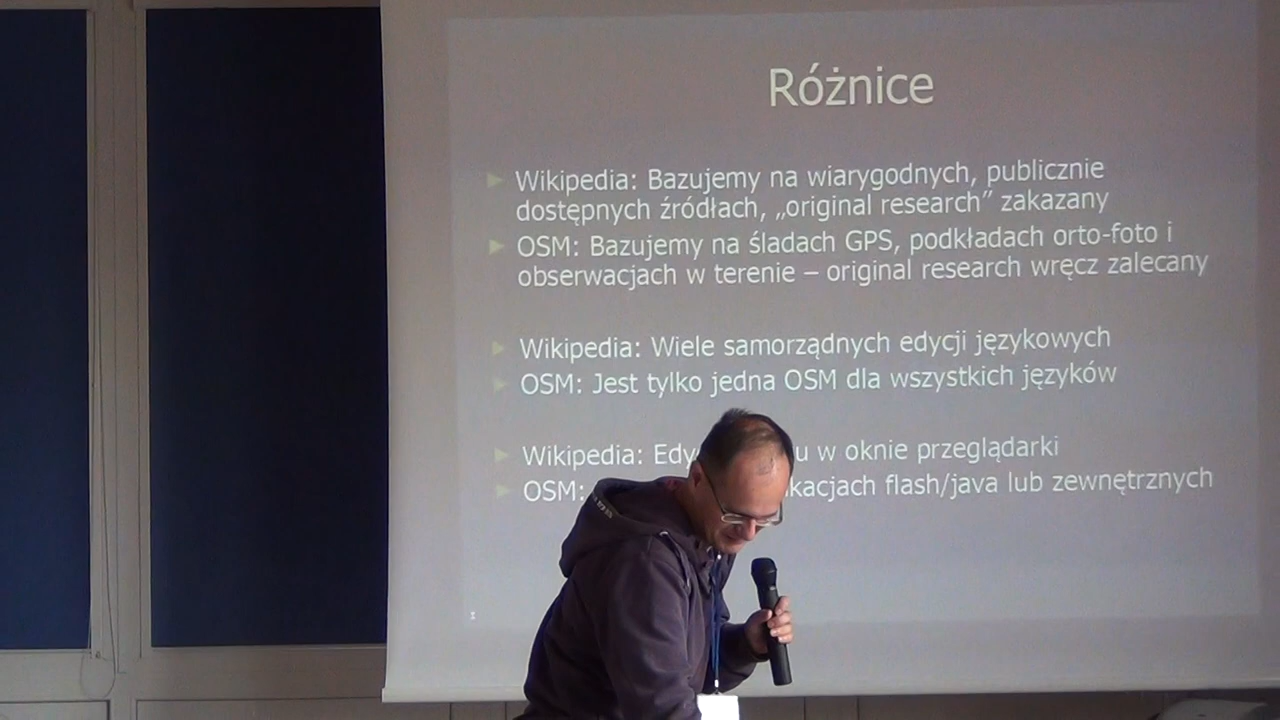 Różnice
Wikipedia: Bazujemy na wiarygodnych, publicznie
dostępnych źródłach, „original research” zakazany
OSM: Bazujemy na śladach GPS, podkładach orto-foto i
obserwacjach w terenie – original research wręcz zalecany
Wikipedia: Wiele samorządnych edycji językowych
OSM: Jest tylko jedna OSM dla wszystkich języków
Wikipedia: w oknie przeglądarki
OSM: flash/java lub zewnętrznych